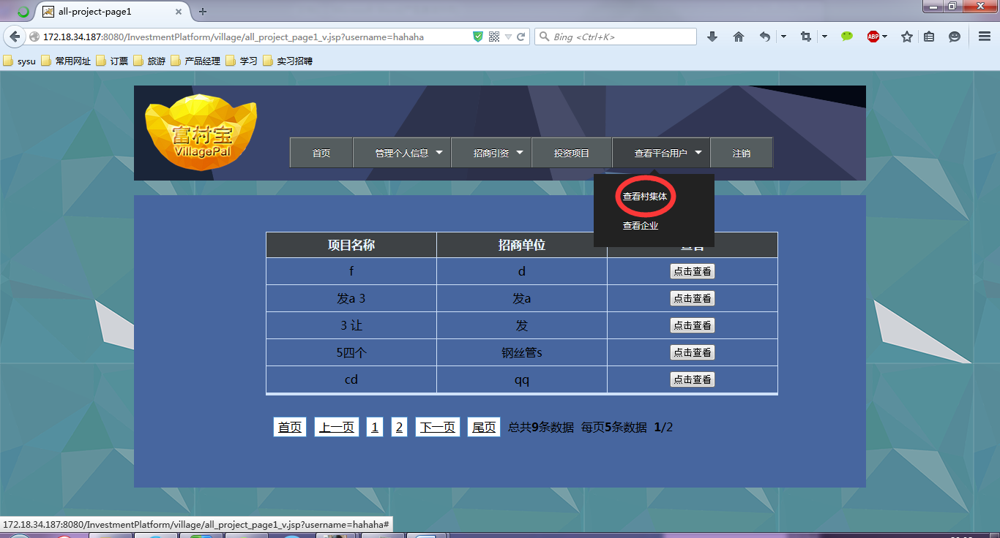 all-project-page1
172.18.34.187:8080/InvestmentPlatform/village/all_project_page1_v.jsp?username=hahaha
Bing <Ctrl+K>
ABP
sysu 常用网址 订票 旅游 产品经理 学习 实习招聘
富村宝
VillagePal
首页 管理个人信息 招商引资 投资项目 查看平台用户 注销
查看村集体
查看企业
项目名称 招商单位
f d 点击查看
发a 3 发a 点击查看
3 让 发 点击查看
5四个 钢丝管s 点击查看
cd qq 点击查看
首页 上一页 1 2 下一页 尾页 总共9条数据 每页5条数据 1/2
172.18.34.187:8080/InvestmentPlatform/village/all_project_page1_v.jsp?username=hahaha#